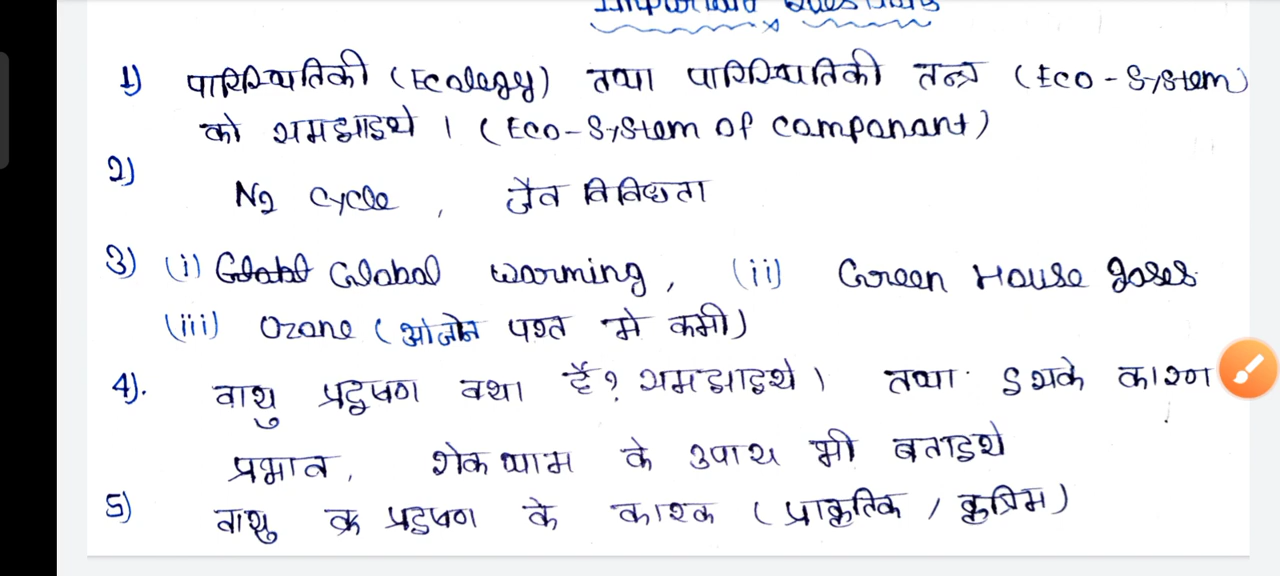 Important Questions
1) पारिस्थितिकी (Ecology) तथा पारिस्थितिकी तन्त्र (Eco-System)
को समझाइये । (Eco-System of componant)
2)
N2 cycle , जैव विविधता
3) (i) Global warming, (ii) Green House gases.
(iii) Ozone (ओजोन परत मे कमी)
4). वायु प्रदूषण क्या हैं? समझाइये । तथा इसके कारण
प्रभाव, रोकथाम के उपाय भी बताइये
5) वायु प्रदुषण के कारक (प्राकृतिक / कृत्रिम)